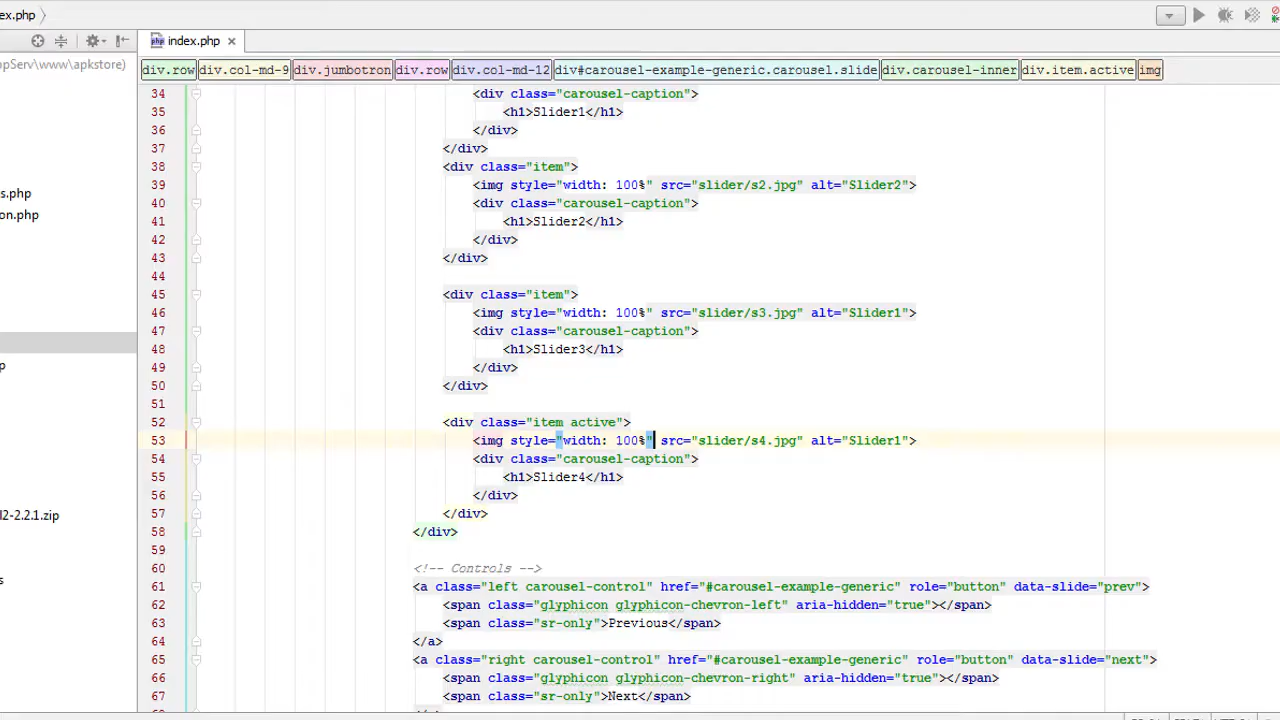 ex.php
pServ\www\apkstore)
index.php
div.row div.col-md-9 div.jumbotron div.row div.col-md-12 div#carousel-example-generic.carousel.slide div.carousel-inner div.item.active img
34 <div class="carousel-caption">
35 <h1>Slider1</h1>
36 </div>
37 </div>
38 <div class="item">
s.php
39 <img style="width: 100%" src="slider/s2.jpg" alt="Slider2">
40 <div class="carousel-caption">
on.php
41 <h1>Slider2</h1>
42 </div>
43 </div>
44
45 <div class="item">
46 <img style="width: 100%" src="slider/s3.jpg" alt="Slider1">
47 <div class="carousel-caption">
48 <h1>Slider3</h1>
p
49 </div>
50 </div>
51
52 <div class="item active">
53 <img style="width: 100%" src="slider/s4.jpg" alt="Slider1">
54 <div class="carousel-caption">
55 <h1>Slider4</h1>
56 </div>
57 </div>
l2-2.2.1.zip
58 </div>
59
60 <!-- Controls -->
s
61 <a class="left carousel-control" href="#carousel-example-generic" role="button" data-slide="prev">
62 <span class="glyphicon glyphicon-chevron-left" aria-hidden="true"></span>
63 <span class="sr-only">Previous</span>
64 </a>
65 <a class="right carousel-control" href="#carousel-example-generic" role="button" data-slide="next">
66 <span class="glyphicon glyphicon-chevron-right" aria-hidden="true"></span>
67 <span class="sr-only">Next</span>